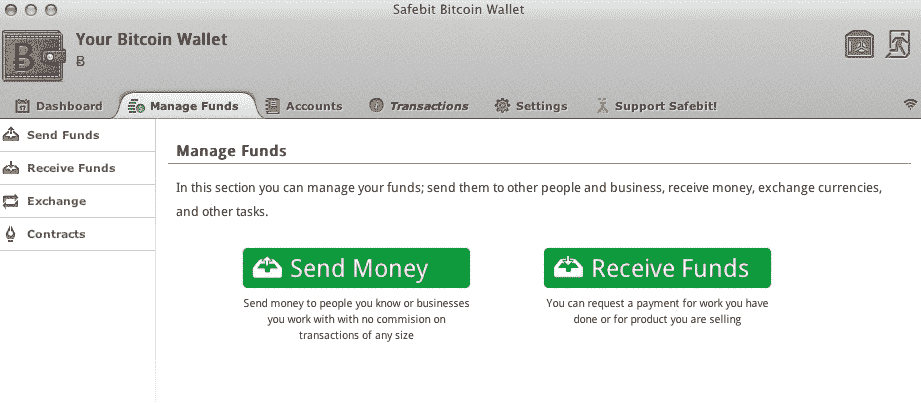 Safebit Bitcoin Wallet
Your Bitcoin Wallet
Ƀ
Dashboard
Manage Funds
Accounts
Transactions
Settings
Support Safebit!
Send Funds
Receive Funds
Exchange
Contracts
Manage Funds
In this section you can manage your funds; send them to other people and business, receive money, exchange currencies,
and other tasks.
Send Money
Send money to people you know or businesses
you work with with no commision on
transactions of any size
Receive Funds
You can request a payment for work you have
done or for product you are selling